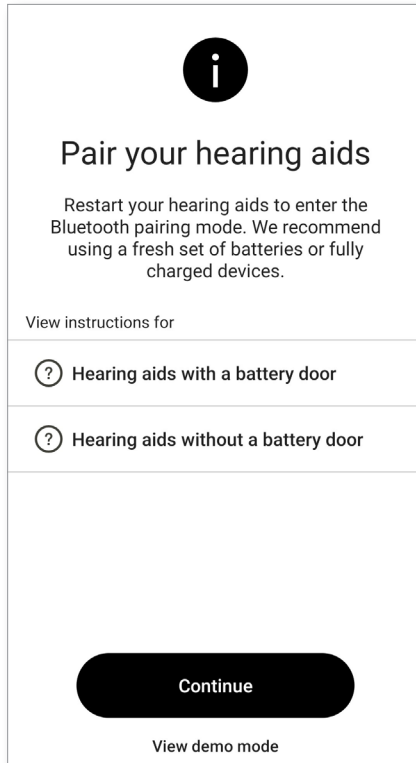 i
Pair your hearing aids
Restart your hearing aids to enter the
Bluetooth pairing mode. We recommend
using a fresh set of batteries or fully
charged devices.
View instructions for
? Hearing aids with a battery door
? Hearing aids without a battery door
Continue
View demo mode